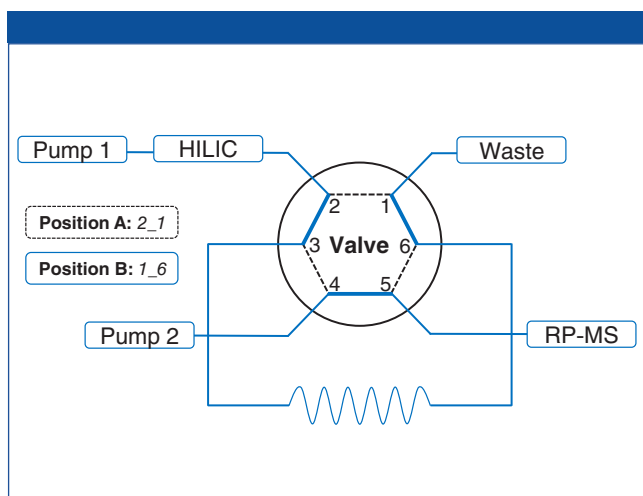 Pump 1
HILIC
Waste
2
1
Position A: 2_1
3
Valve
6
Position B: 1_6
4
5
Pump 2
RP-MS